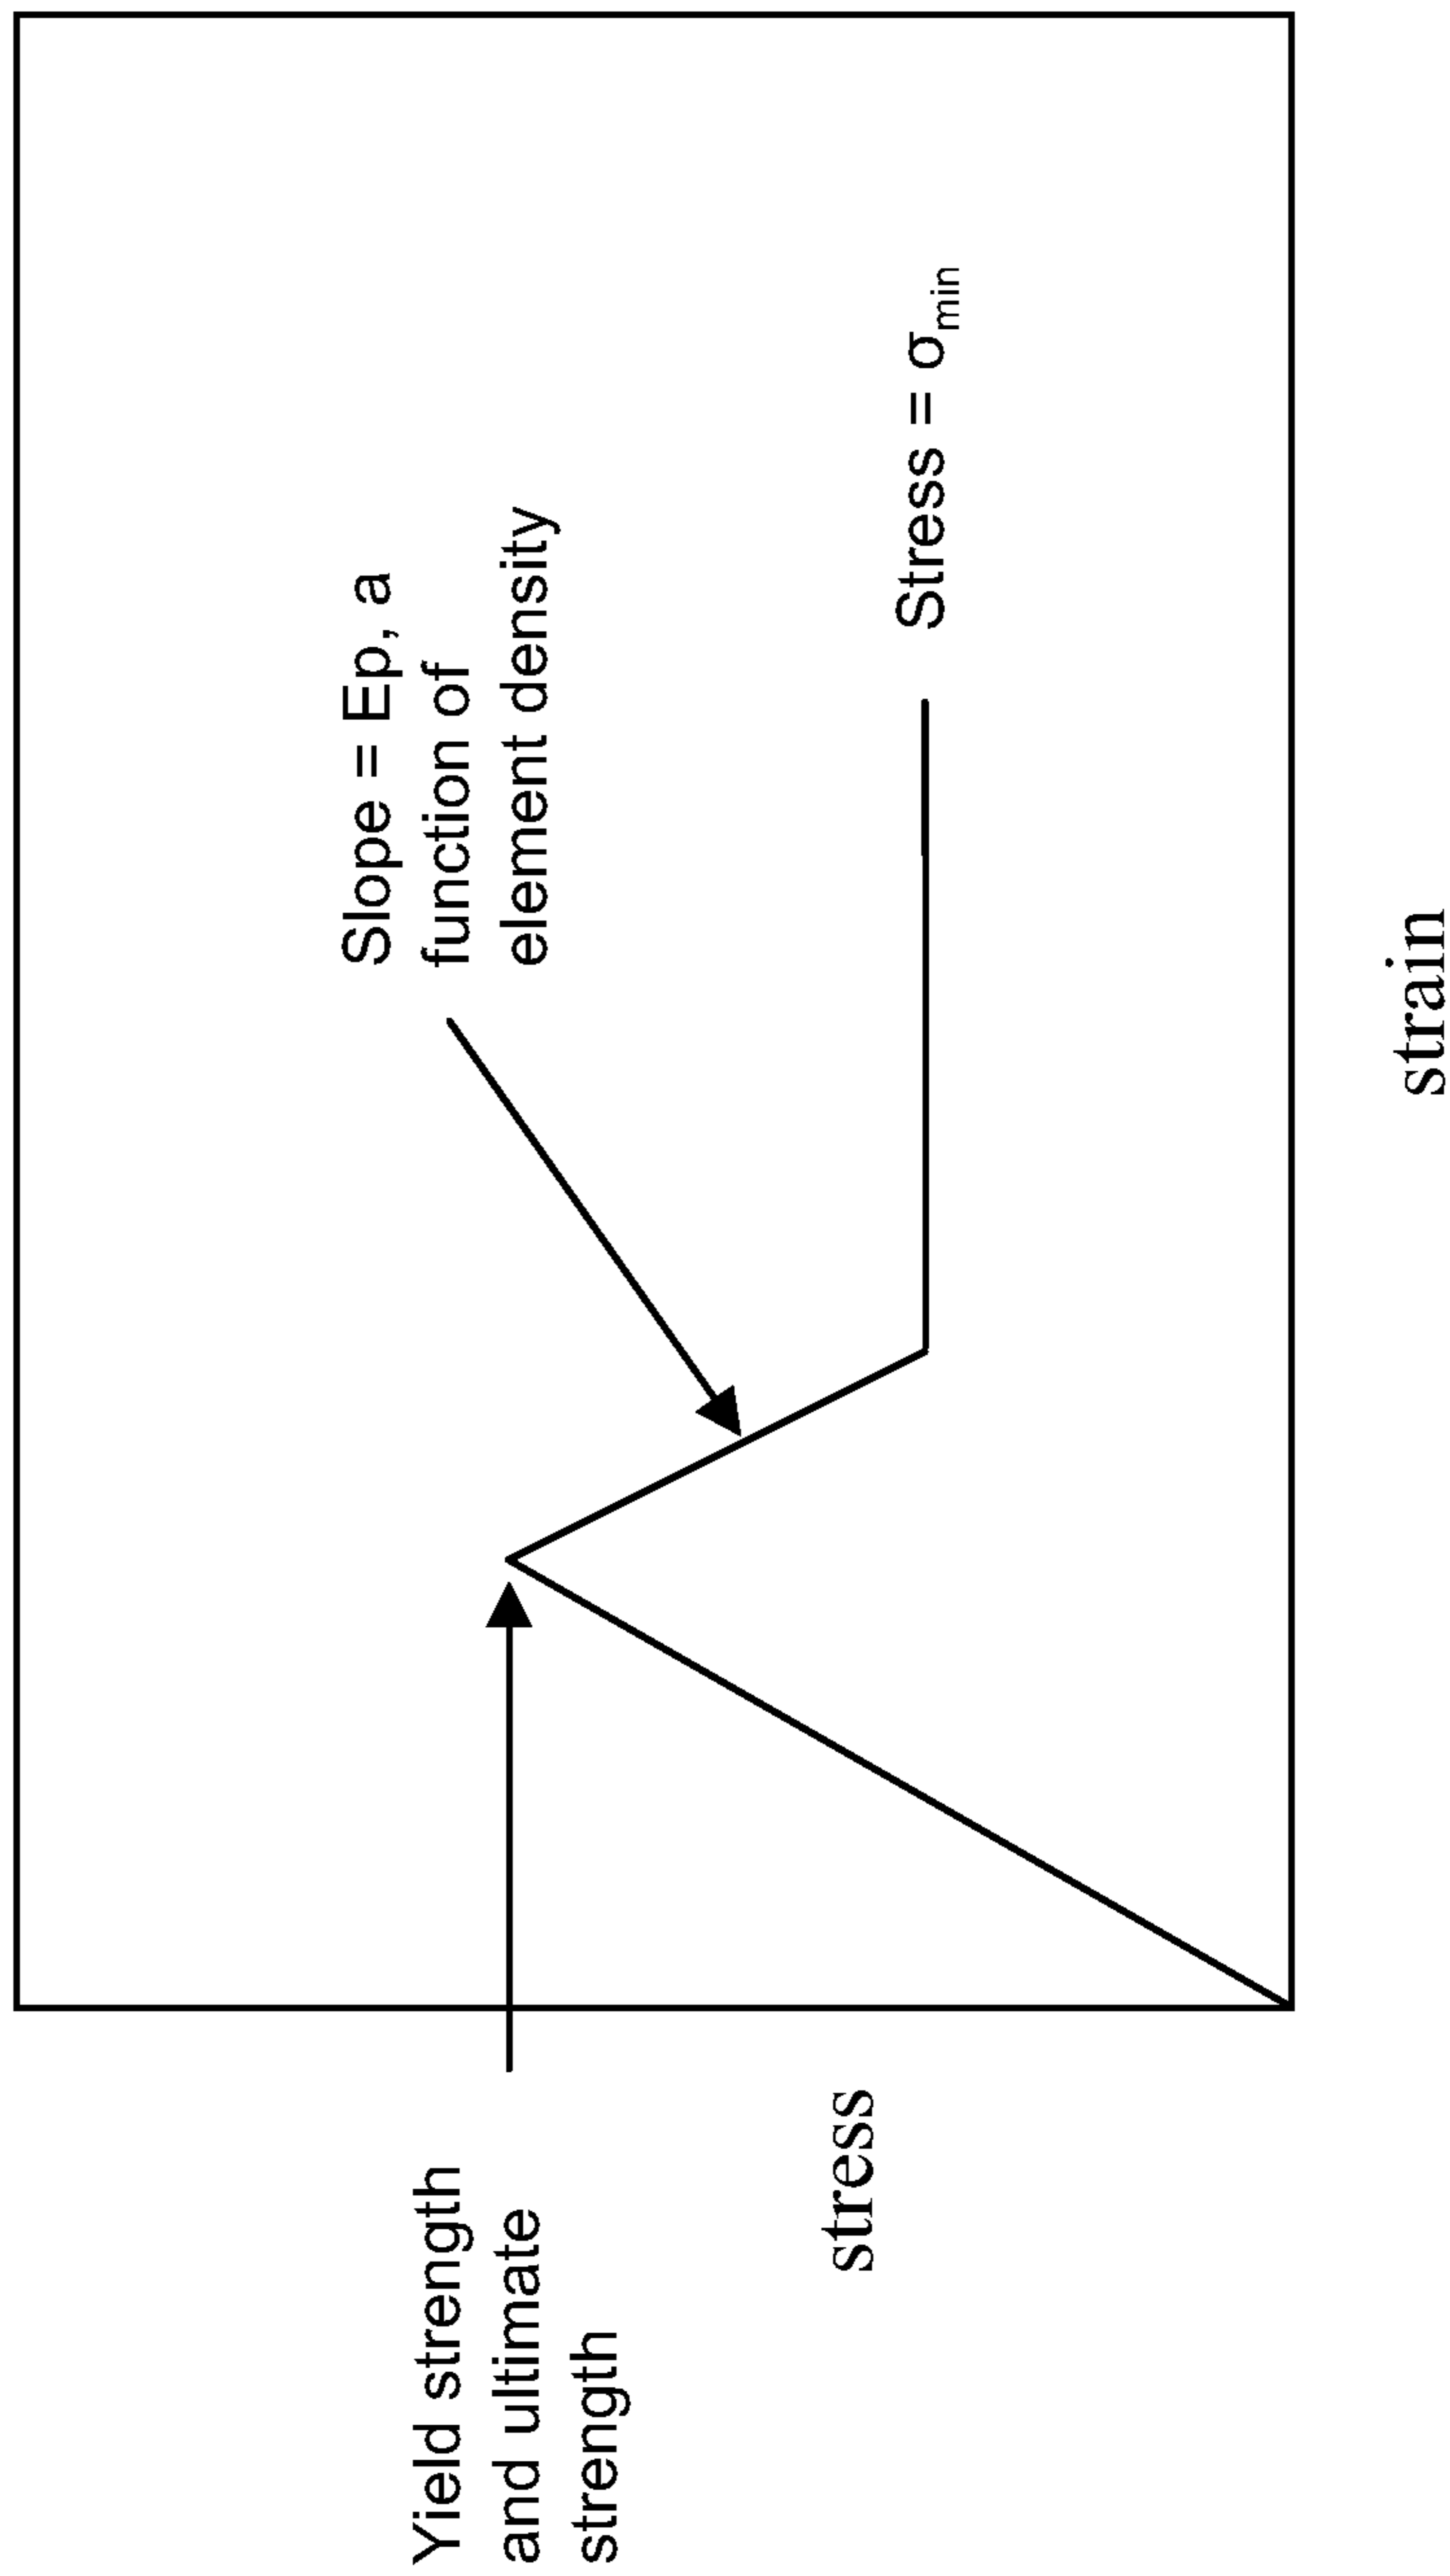 Slope = Ep, a
function of
element density
Yield strength
and ultimate
strength
stress
Stress = σmin
strain